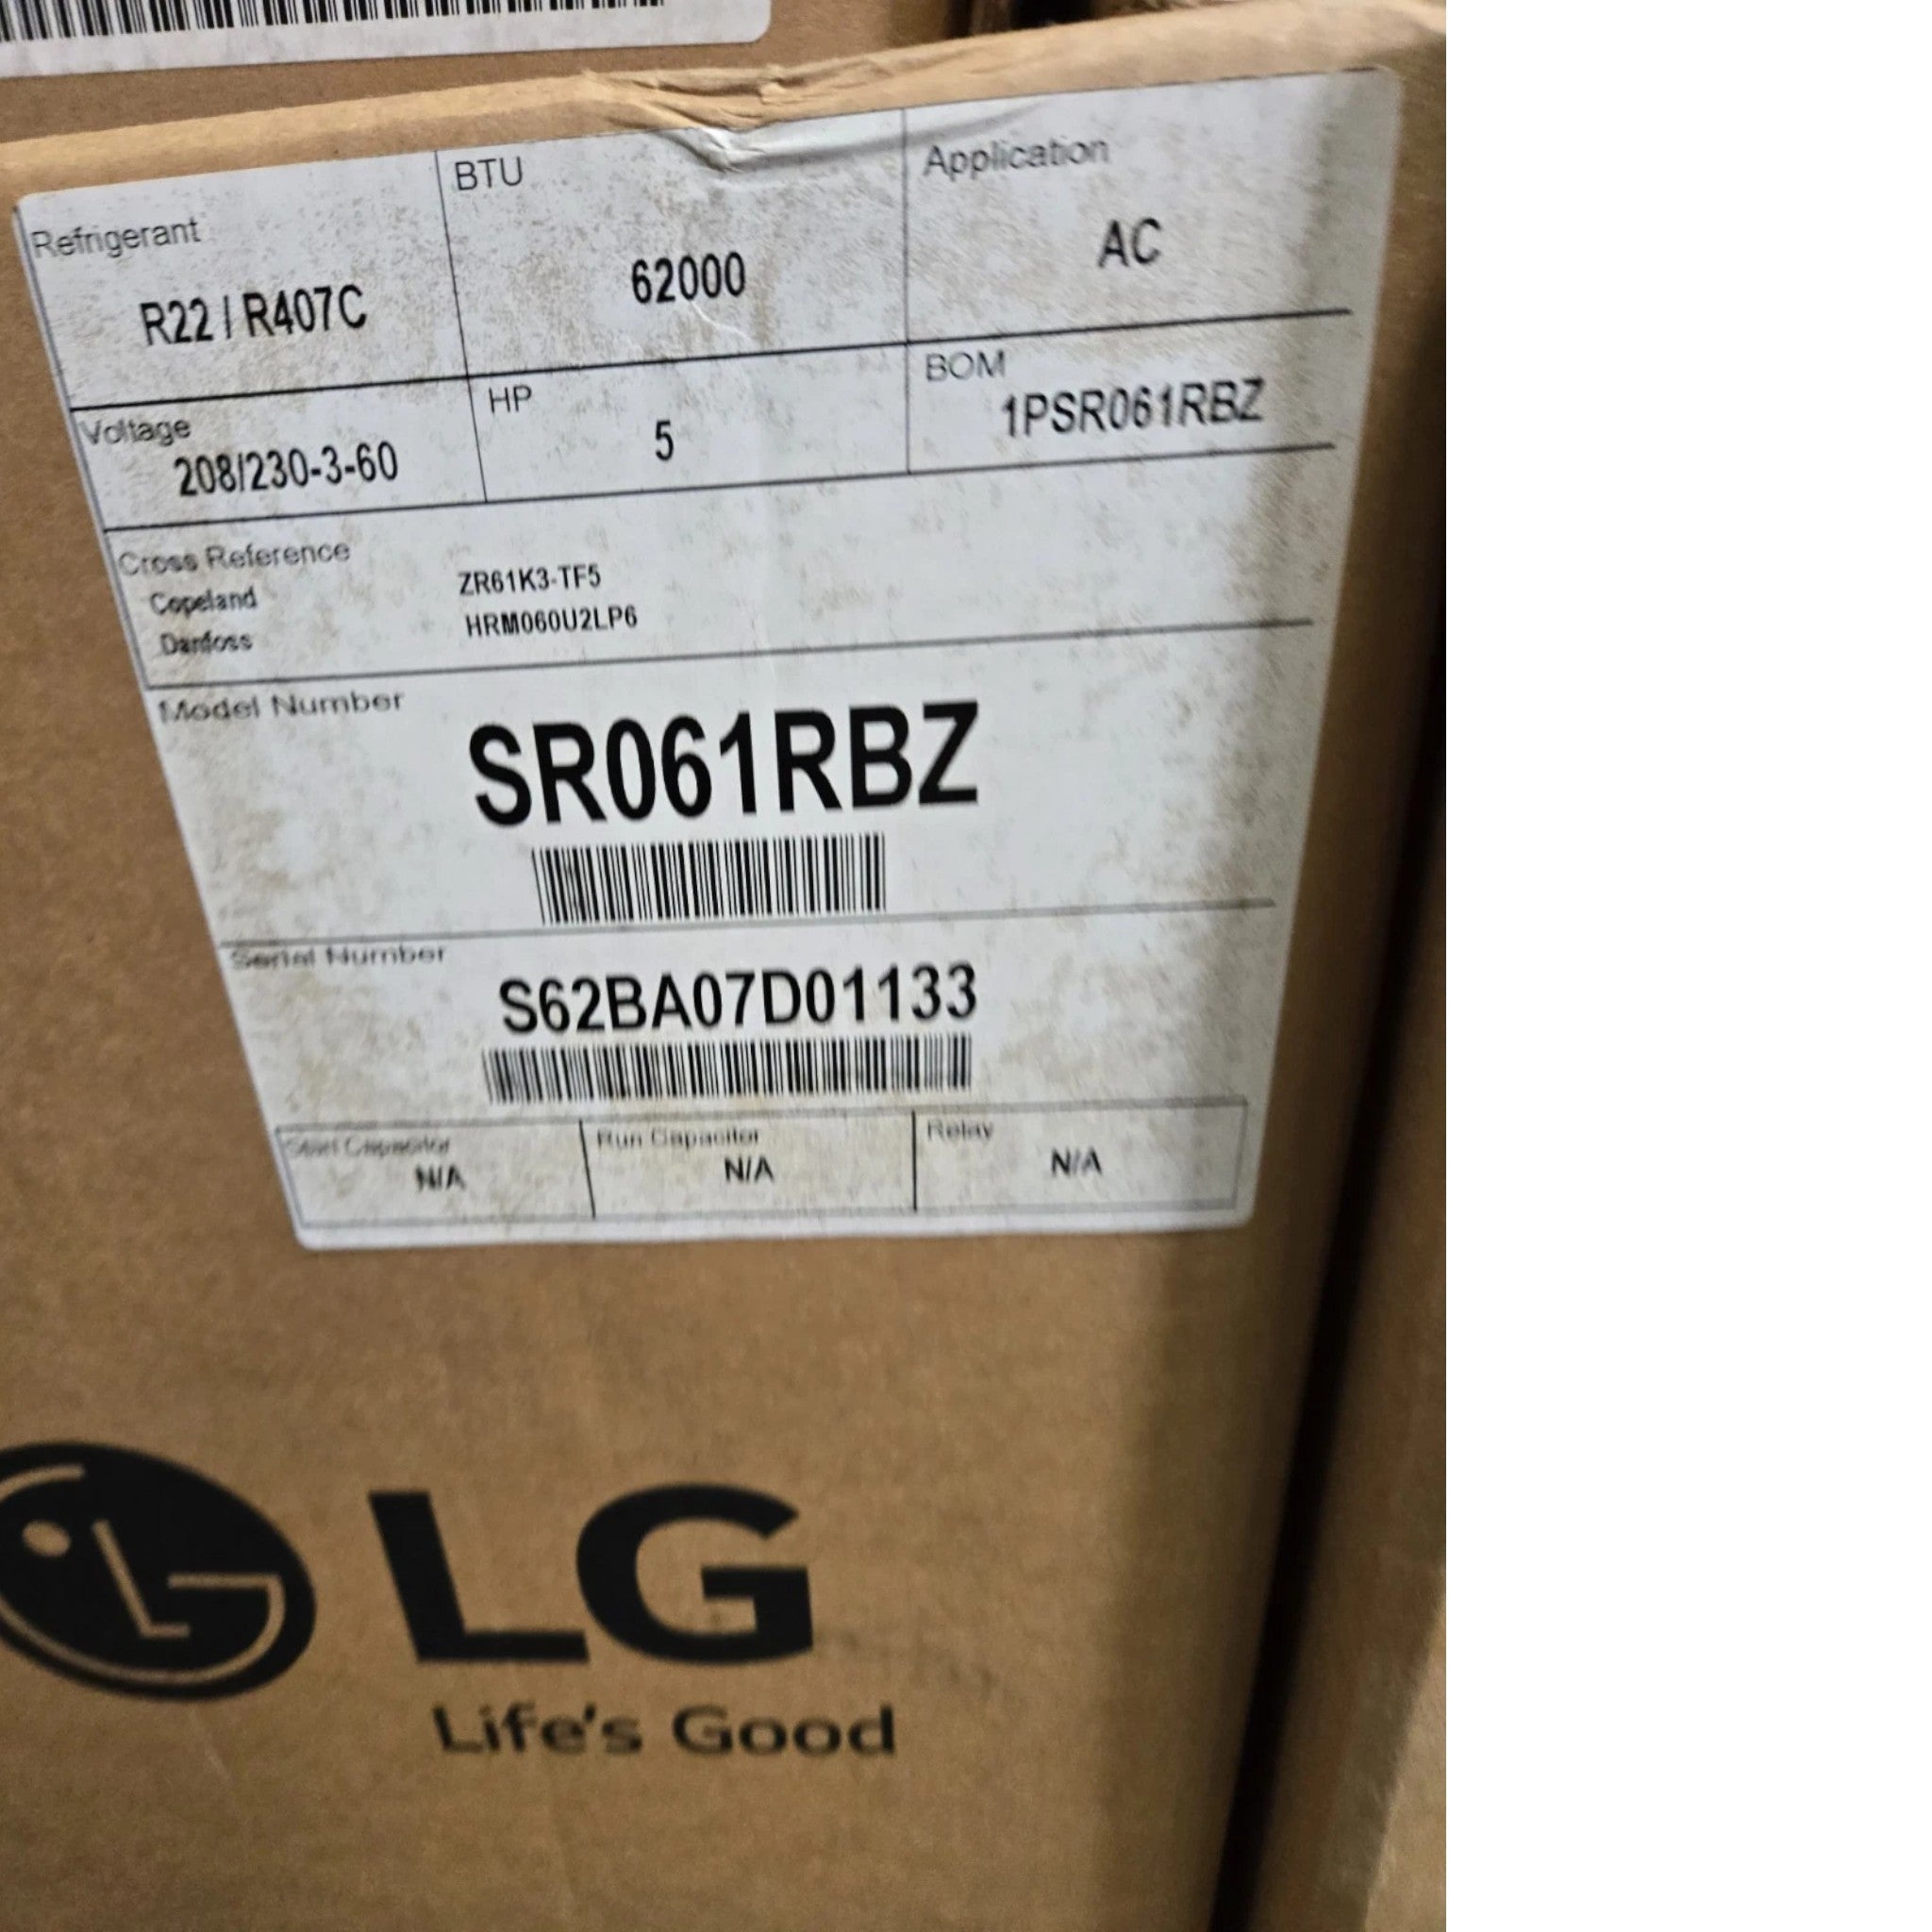 Refrigerant
R22 / R407C
BTU
62000
Application
AC
Voltage
208/230-3-60
HP
5
BOM
1PSR061RBZ
Cross Reference
Copeland ZR61K3-TF5
Danfoss HRM060U2LP6
Model Number
SR061RBZ
Serial Number
S62BA07D01133
Start Capacitor
N/A
Run Capacitor
N/A
Relay
N/A
LG
Life's Good